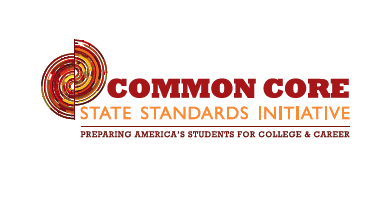 COMMON CORE
STATE STANDARDS INITIATIVE
PREPARING AMERICA'S STUDENTS FOR COLLEGE & CAREER